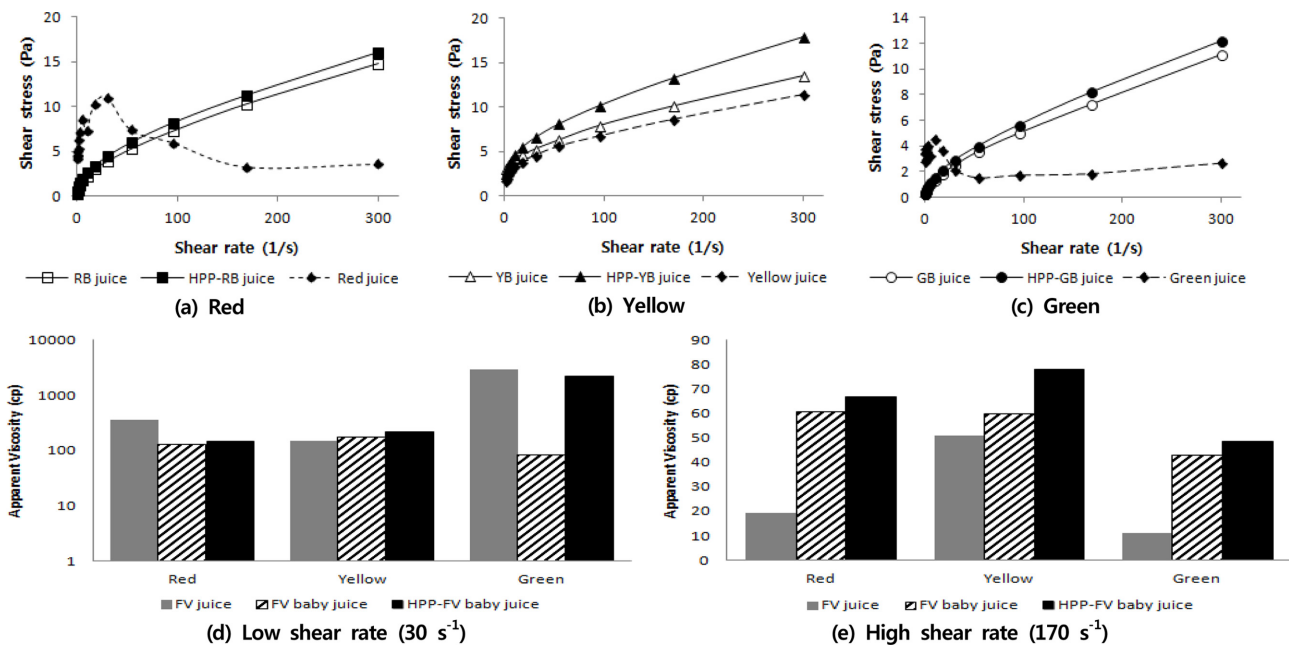 20
15
10
5
0
Shear stress (Pa)
0 100 200 300
Shear rate (1/s)
RB juice HPP-RB juice Red juice
(a) Red
20
15
10
5
0
Shear stress (Pa)
0 100 200 300
Shear rate (1/s)
YB juice HPP-YB juice Yellow juice
(b) Yellow
14
12
10
8
6
4
2
0
Shear stress (Pa)
0 100 200 300
Shear rate (1/s)
GB juice HPP-GB juice Green juice
(c) Green
10000
1000
100
10
1
Apparent Viscosity (cp)
Red Yellow Green
FV juice FV baby juice HPP-FV baby juice
(d) Low shear rate (30 s⁻¹)
90
80
70
60
50
40
30
20
10
0
Apparent Viscosity (cp)
Red Yellow Green
FV juice FV baby juice HPP-FV baby juice
(e) High shear rate (170 s⁻¹)